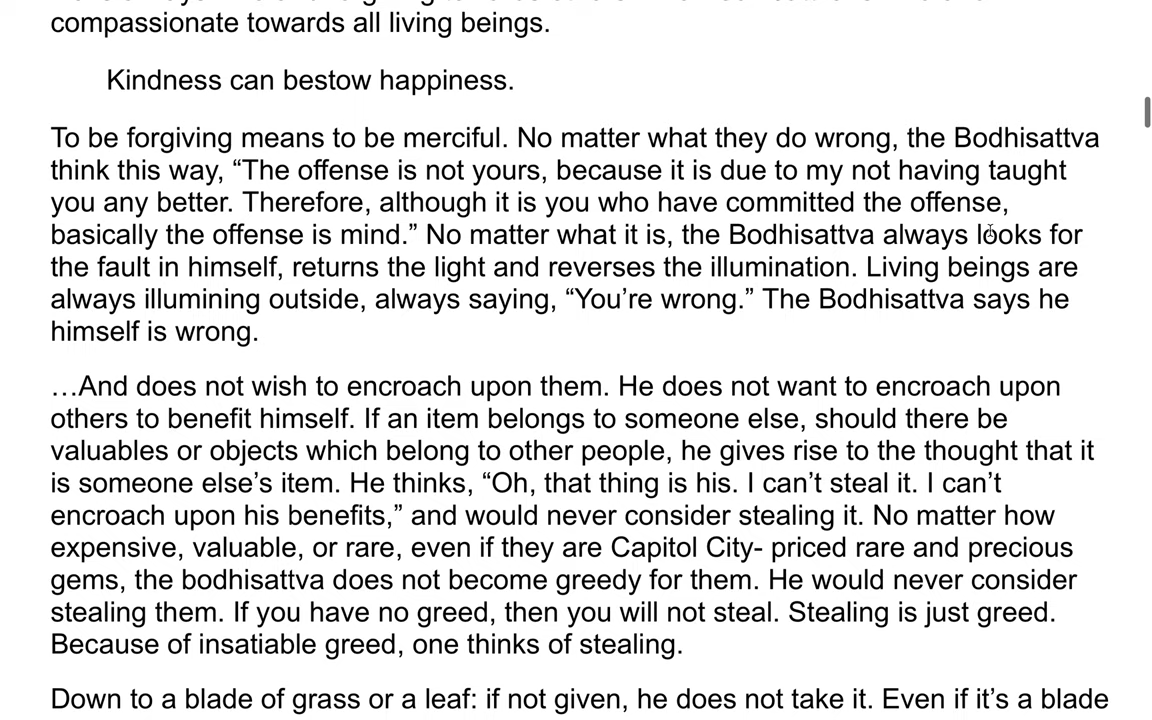 compassionate towards all living beings.
Kindness can bestow happiness.
To be forgiving means to be merciful. No matter what they do wrong, the Bodhisattva
think this way, “The offense is not yours, because it is due to my not having taught
you any better. Therefore, although it is you who have committed the offense,
basically the offense is mind.” No matter what it is, the Bodhisattva always looks for
the fault in himself, returns the light and reverses the illumination. Living beings are
always illumining outside, always saying, “You’re wrong.” The Bodhisattva says he
himself is wrong.
…And does not wish to encroach upon them. He does not want to encroach upon
others to benefit himself. If an item belongs to someone else, should there be
valuables or objects which belong to other people, he gives rise to the thought that it
is someone else’s item. He thinks, “Oh, that thing is his. I can’t steal it. I can’t
encroach upon his benefits,” and would never consider stealing it. No matter how
expensive, valuable, or rare, even if they are Capitol City- priced rare and precious
gems, the bodhisattva does not become greedy for them. He would never consider
stealing them. If you have no greed, then you will not steal. Stealing is just greed.
Because of insatiable greed, one thinks of stealing.
Down to a blade of grass or a leaf: if not given, he does not take it. Even if it’s a blade